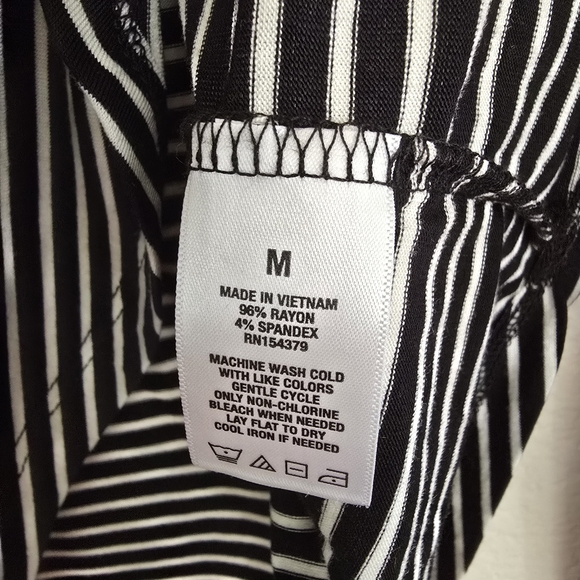 M
MADE IN VIETNAM
96% RAYON
4% SPANDEX
RN154379
MACHINE WASH COLD
WITH LIKE COLORS
GENTLE CYCLE
ONLY NON-CHLORINE
BLEACH WHEN NEEDED
LAY FLAT TO DRY
COOL IRON IF NEEDED